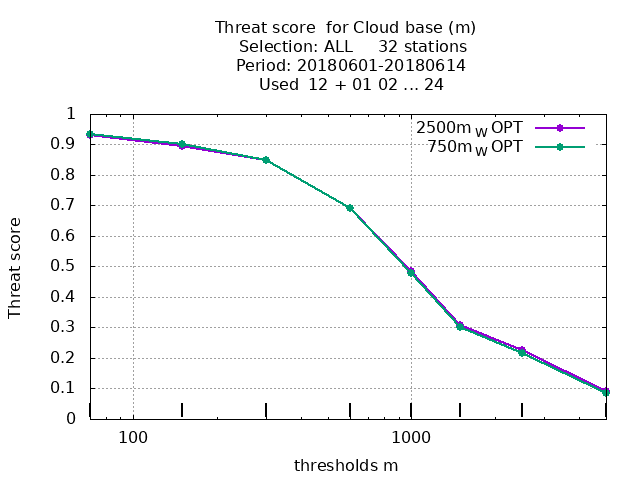 Threat score  for Cloud base (m)
Selection: ALL     32 stations
Period: 20180601-20180614
Used  12 + 01 02 ... 24
2500m W OPT
750m W OPT
1
0.9
0.8
0.7
0.6
0.5
0.4
0.3
0.2
0.1
0
Threat score
100 1000
thresholds m